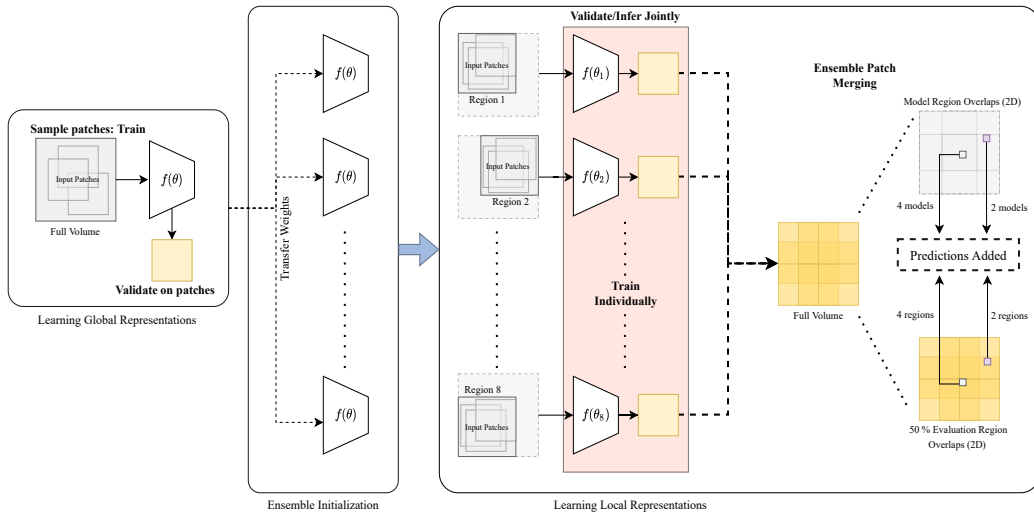 Sample patches: Train
Input Patches
f(θ)
Full Volume
Validate on patches
Learning Global Representations
Transfer Weights
f(θ)
f(θ)
f(θ)
Ensemble Initialization
Validate/Infer Jointly
Input Patches
Region 1
f(θ₁)
Input Patches
Region 2
f(θ₂)
Train
Individually
Region 8
Input Patches
f(θ₈)
Full Volume
Ensemble Patch
Merging
Model Region Overlaps (2D)
4 models
2 models
Predictions Added
4 regions
2 regions
50 % Evaluation Region
Overlaps (2D)
Learning Local Representations